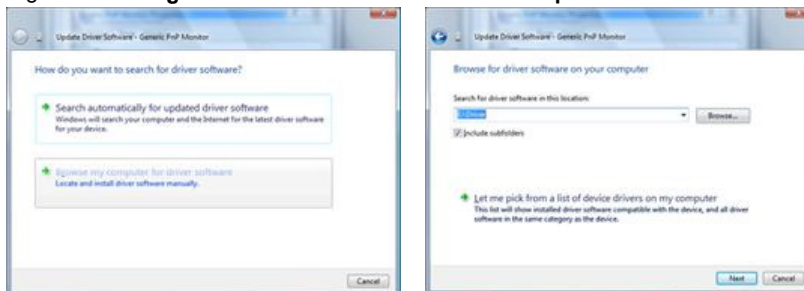 Update Driver Software - Generic PnP Monitor
How do you want to search for driver software?
Search automatically for updated driver software
Windows will search your computer and the Internet for the latest driver software
for your device.
Browse my computer for driver software
Locate and install driver software manually.
Cancel
Update Driver Software - Generic PnP Monitor
Browse for driver software on your computer
Search for driver software in this location:
Browse...
Include subfolders
Let me pick from a list of device drivers on my computer
This list will show installed driver software compatible with the device, and all driver
software in the same category as the device.
Next
Cancel